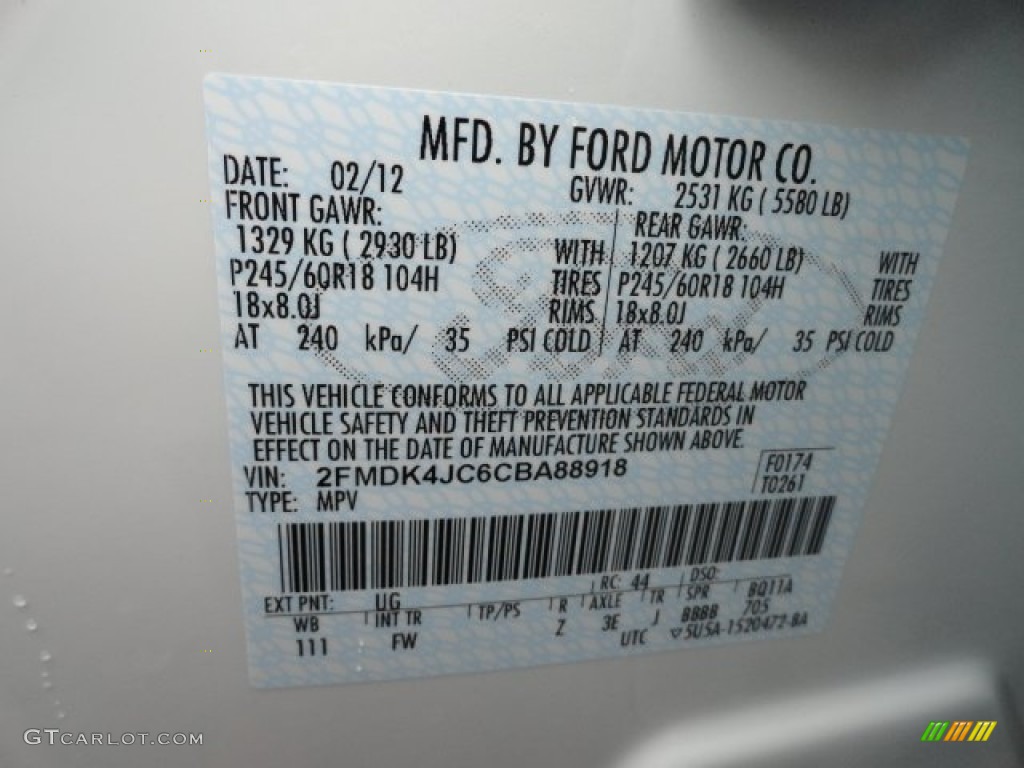 MFD. BY FORD MOTOR CO.
DATE: 02/12 GVWR: 2531 KG ( 5580 LB)
FRONT GAWR: REAR GAWR:
1329 KG ( 2930 LB) WITH 1207 KG ( 2660 LB) WITH
P245/60R18 104H TIRES P245/60R18 104H TIRES
18x8.0J RIMS 18x8.0J RIMS
AT 240 kPa/ 35 PSI COLD AT 240 kPa/ 35 PSI COLD
THIS VEHICLE CONFORMS TO ALL APPLICABLE FEDERAL MOTOR
VEHICLE SAFETY AND THEFT PREVENTION STANDARDS IN
EFFECT ON THE DATE OF MANUFACTURE SHOWN ABOVE.
VIN: 2FMDK4JC6CBA88918 F0174
TYPE: MPV T0261
EXT PNT: UG RC: 44 DSO:
WB INT TR TP/PS R AXLE TR SPR BQ11A
111 FW Z 3E J BBBB 705
UTC ▽5U5A-1520472-BA
GTCARLOT.COM